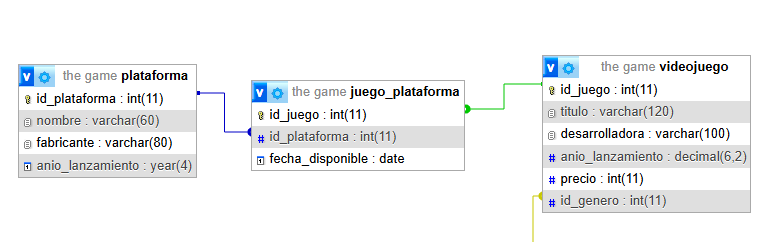 the game plataforma
id_plataforma : int(11)
nombre : varchar(60)
fabricante : varchar(80)
anio_lanzamiento : year(4)
the game juego_plataforma
id_juego : int(11)
id_plataforma : int(11)
fecha_disponible : date
the game videojuego
id_juego : int(11)
titulo : varchar(120)
desarrolladora : varchar(100)
anio_lanzamiento : decimal(6,2)
precio : int(11)
id_genero : int(11)